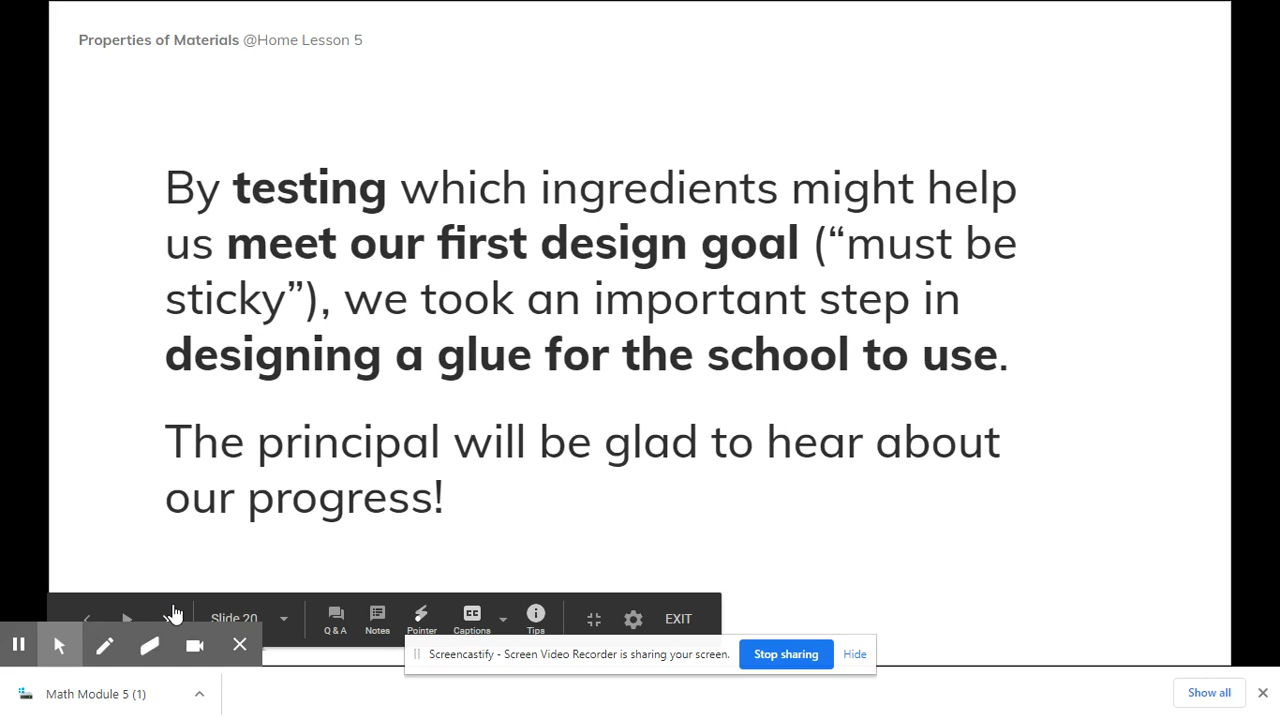 Properties of Materials @Home Lesson 5
By testing which ingredients might help
us meet our first design goal (“must be
sticky”), we took an important step in
designing a glue for the school to use.
The principal will be glad to hear about
our progress!
Slide 20
Q & A
Notes
Pointer
Captions
Tips
EXIT
Screencastify - Screen Video Recorder is sharing your screen.
Stop sharing
Hide
Math Module 5 (1)
Show all